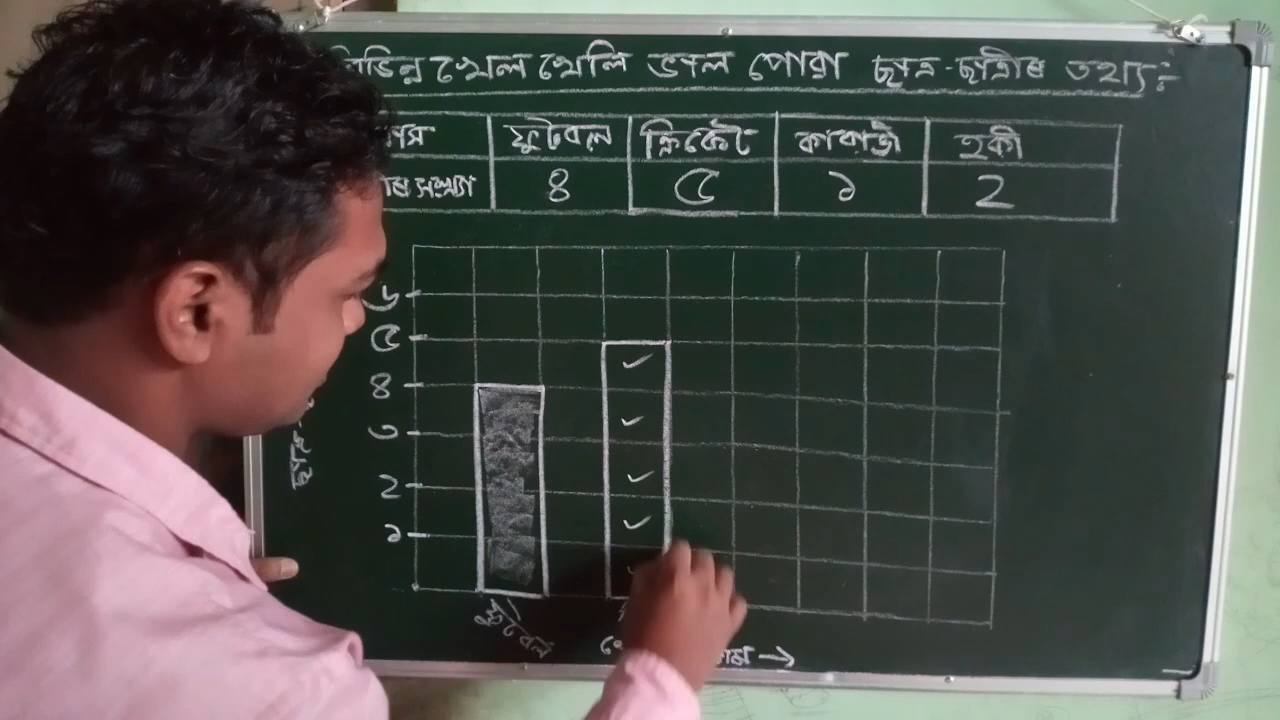 খেল খেলি ভাল পোৱা ছাত্ৰ-ছাত্ৰীৰ তথ্য:
ফুটবল ক্ৰিকেট কাবাডী হকী
সংখ্যা 8 ৫ ১ 2
৬
৫
8
৩
2
১
ফুটবল
→